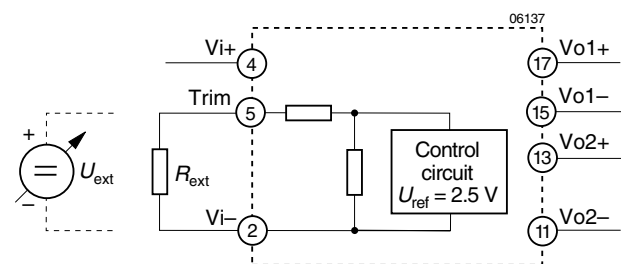 06137
Vi+
4
17
Vo1+
Trim
5
15
Vo1–
13
Vo2+
+
=
–
Uext
Rext
Control
circuit
Uref = 2.5 V
Vi–
2
11
Vo2–